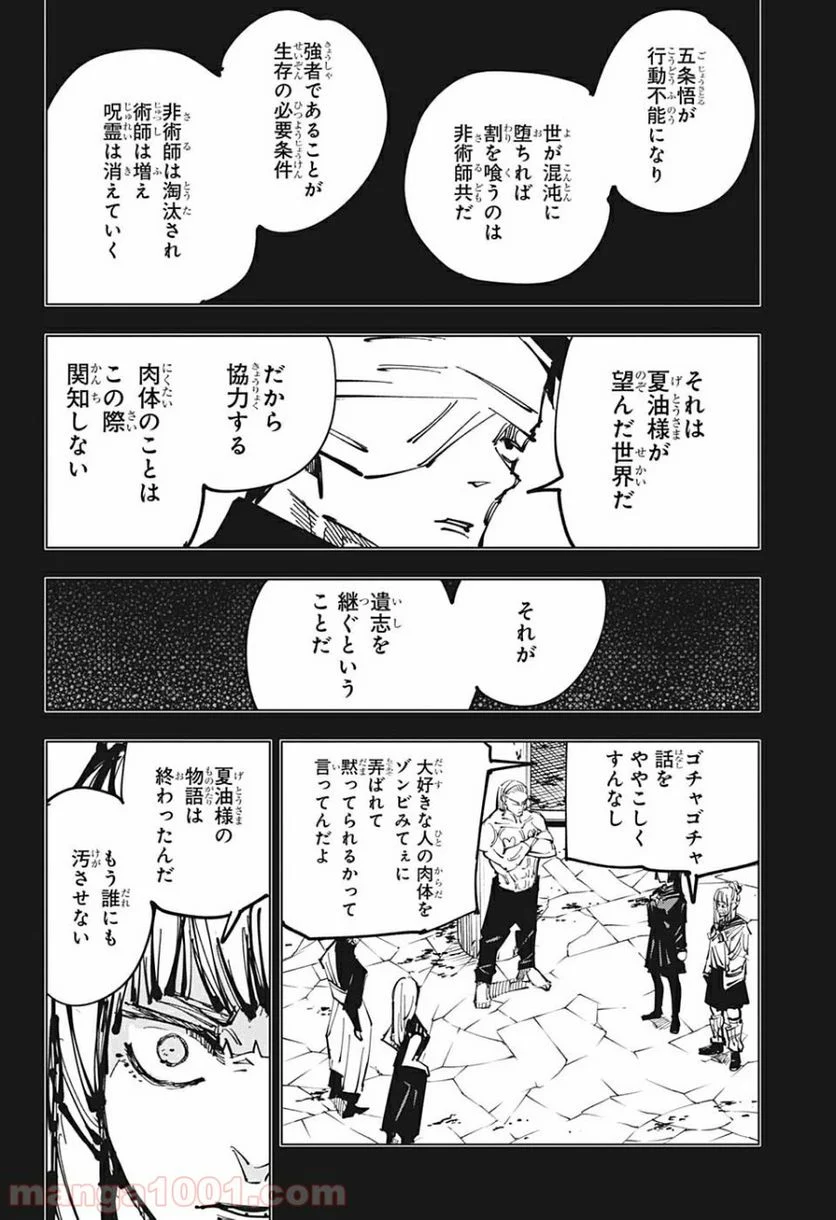 五条悟が
行動不能になり
世が混沌に
堕ちれば
割を喰うのは
非術師共だ
強者であることが
生存の必要条件
非術師は淘汰され
術師は増え
呪霊は消えていく
それは
夏油様が
望んだ世界だ
だから
協力する
肉体のことは
この際
関知しない
それが
遺志を
継ぐという
ことだ
ゴチャゴチャ
話を
ややこしく
すんなし
大好きな人の肉体を
ゾンビみてぇに
弄ばれて
黙ってられるかって
言ってんだよ
夏油様の
物語は
終わったんだ
もう誰にも
汚させない
manga1001.com